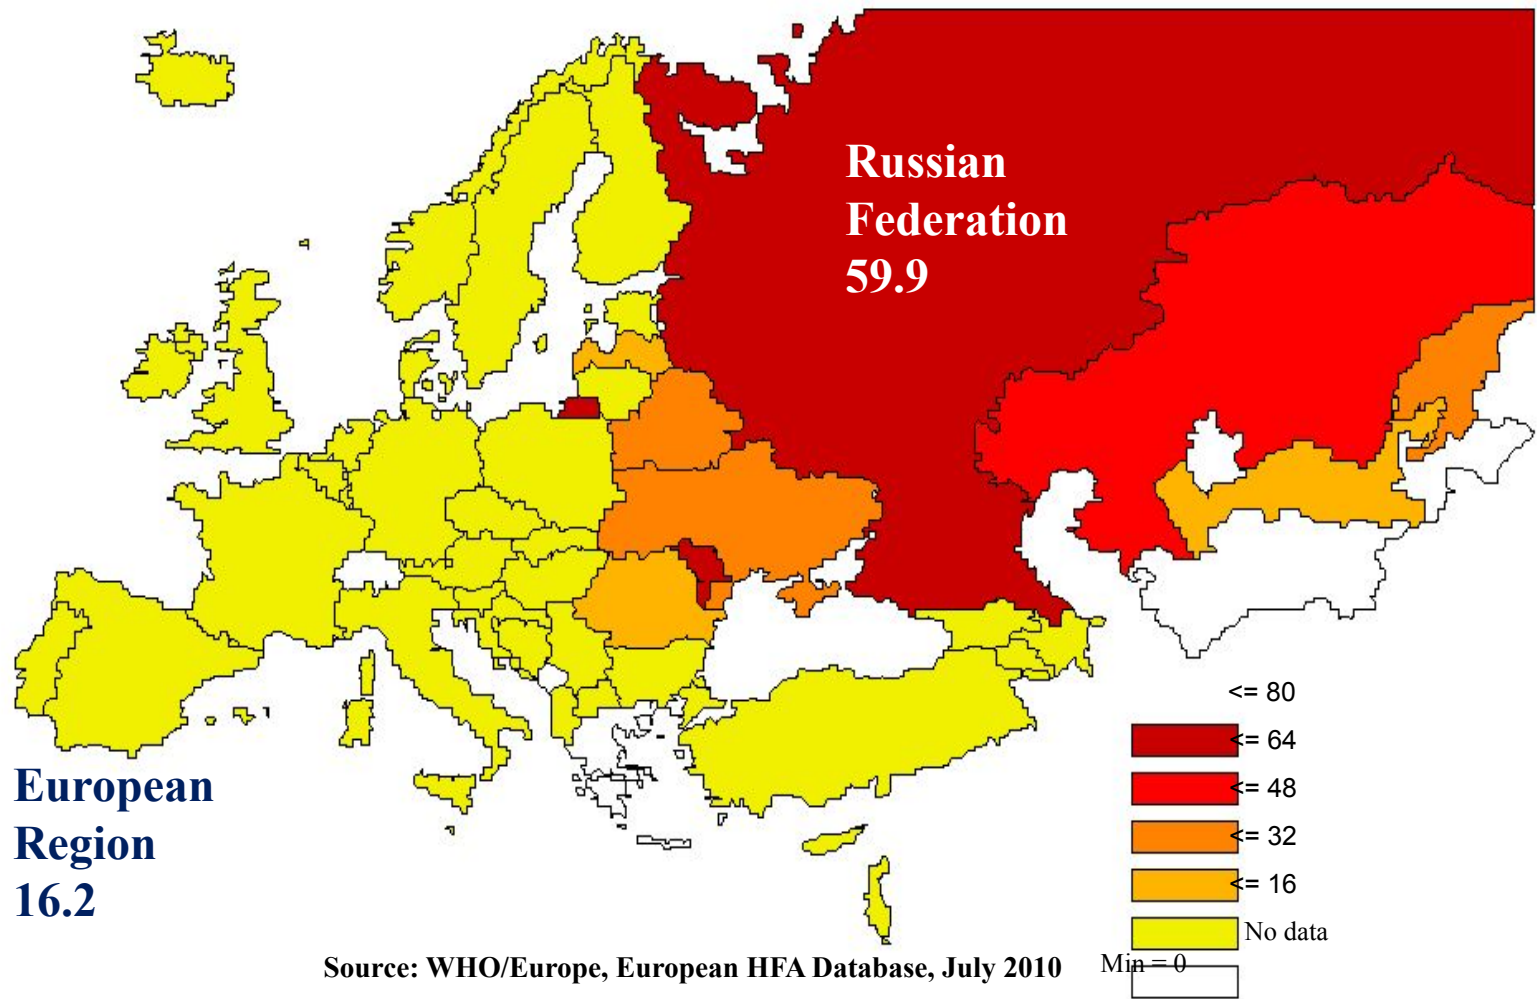 Russian
Federation
59.9
<= 80
<= 64
<= 48
<= 32
<= 16
No data
Min = 0
European
Region
16.2
Source: WHO/Europe, European HFA Database, July 2010